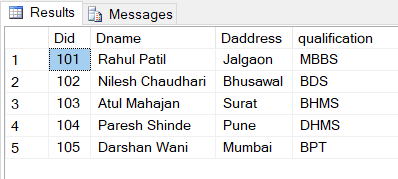 Results Messages
Did Dname Daddress qualification
1 101 Rahul Patil Jalgaon MBBS
2 102 Nilesh Chaudhari Bhusawal BDS
3 103 Atul Mahajan Surat BHMS
4 104 Paresh Shinde Pune DHMS
5 105 Darshan Wani Mumbai BPT